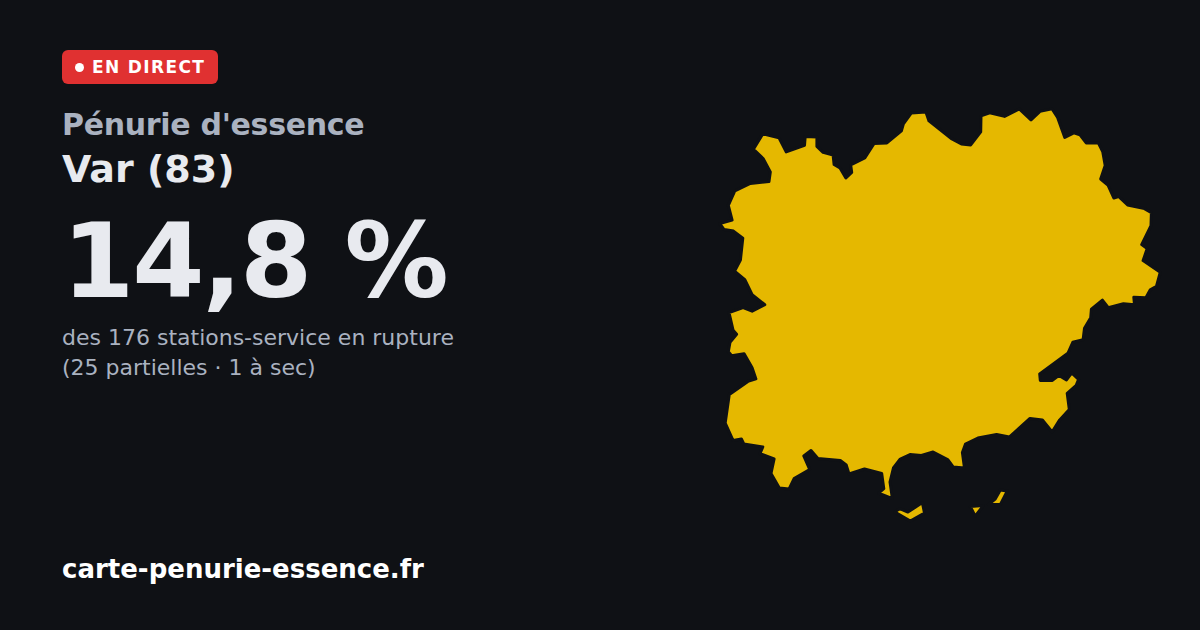 EN DIRECT
Pénurie d'essence
Var (83)
14,8 %
des 176 stations-service en rupture
(25 partielles · 1 à sec)
carte-penurie-essence.fr